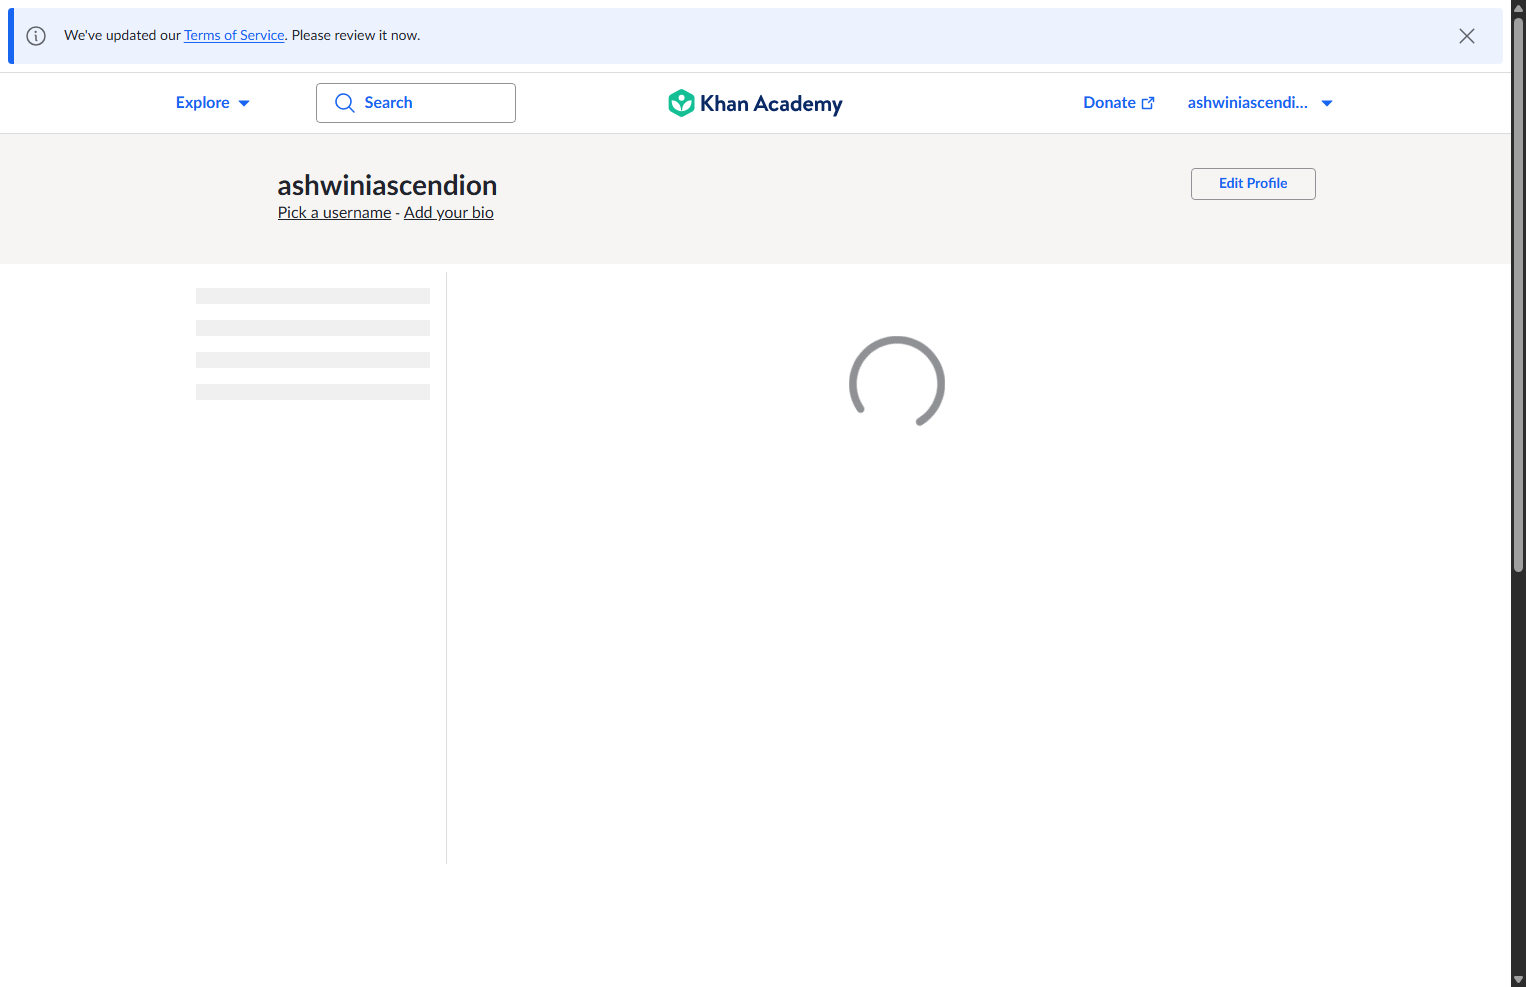 We've updated our Terms of Service. Please review it now.
Explore
Search
Khan Academy
Donate
ashwiniascendi...
ashwiniascendion
Pick a username - Add your bio
Edit Profile